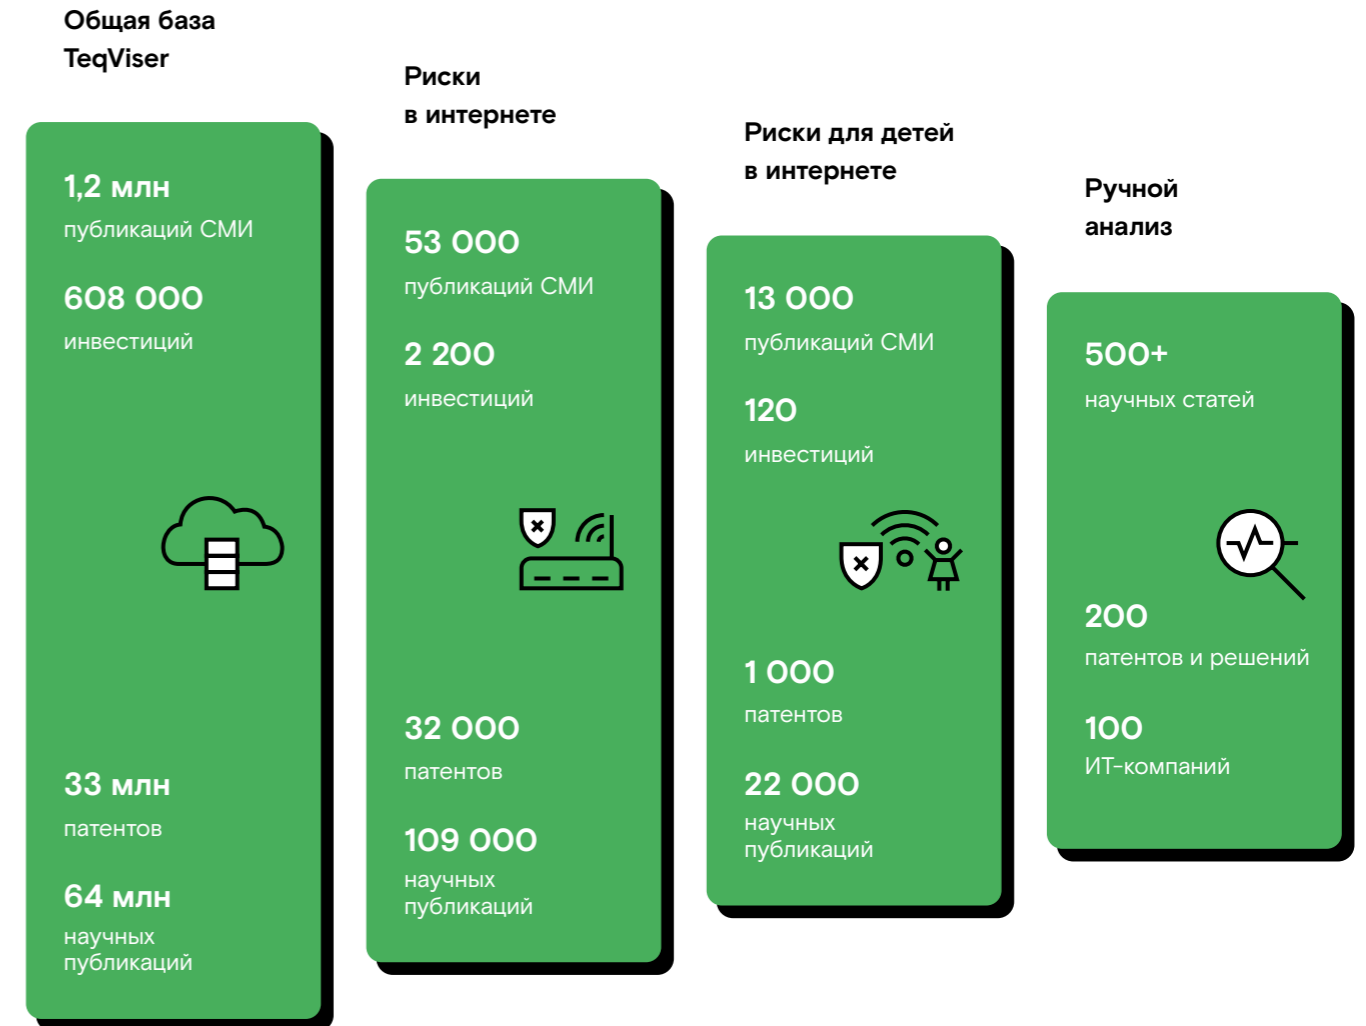 Общая база
TeqViser
1,2 млн
публикаций СМИ
608 000
инвестиций
33 млн
патентов
64 млн
научных
публикаций
Риски
в интернете
53 000
публикаций СМИ
2 200
инвестиций
32 000
патентов
109 000
научных
публикаций
Риски для детей
в интернете
13 000
публикаций СМИ
120
инвестиций
1 000
патентов
22 000
научных
публикаций
Ручной
анализ
500+
научных статей
200
патентов и решений
100
ИТ-компаний